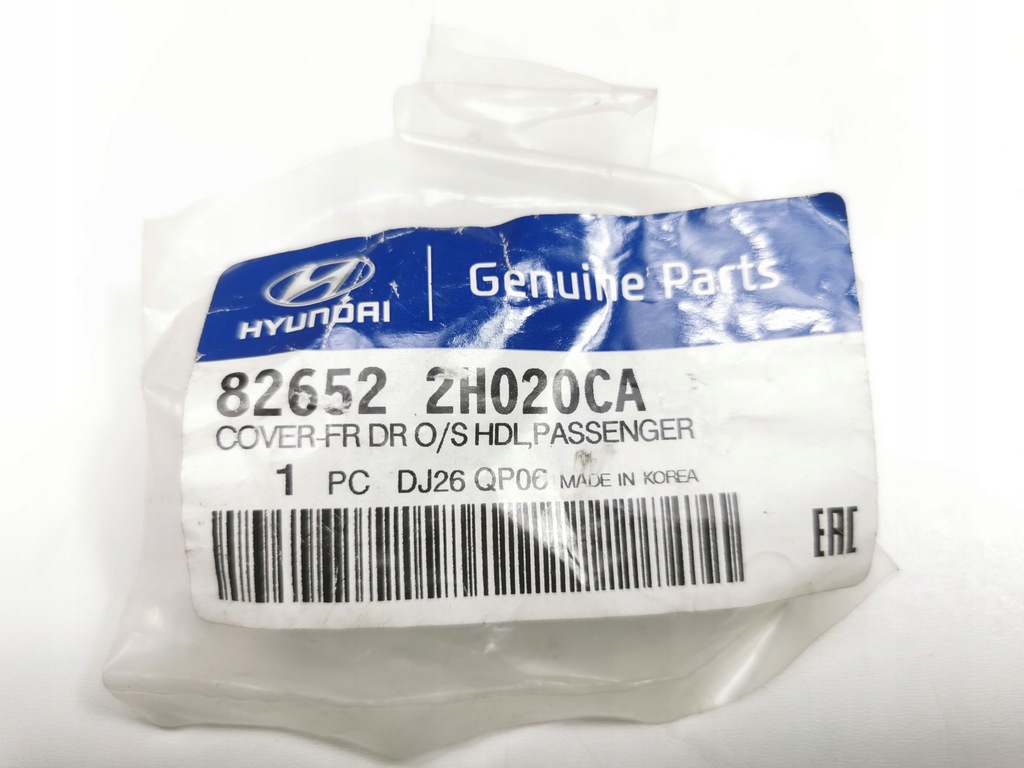 HYUNDAI
Genuine Parts
82652 2H020CA
COVER-FR DR O/S HDL,PASSENGER
1 PC DJ26 QP06 MADE IN KOREA
EAC